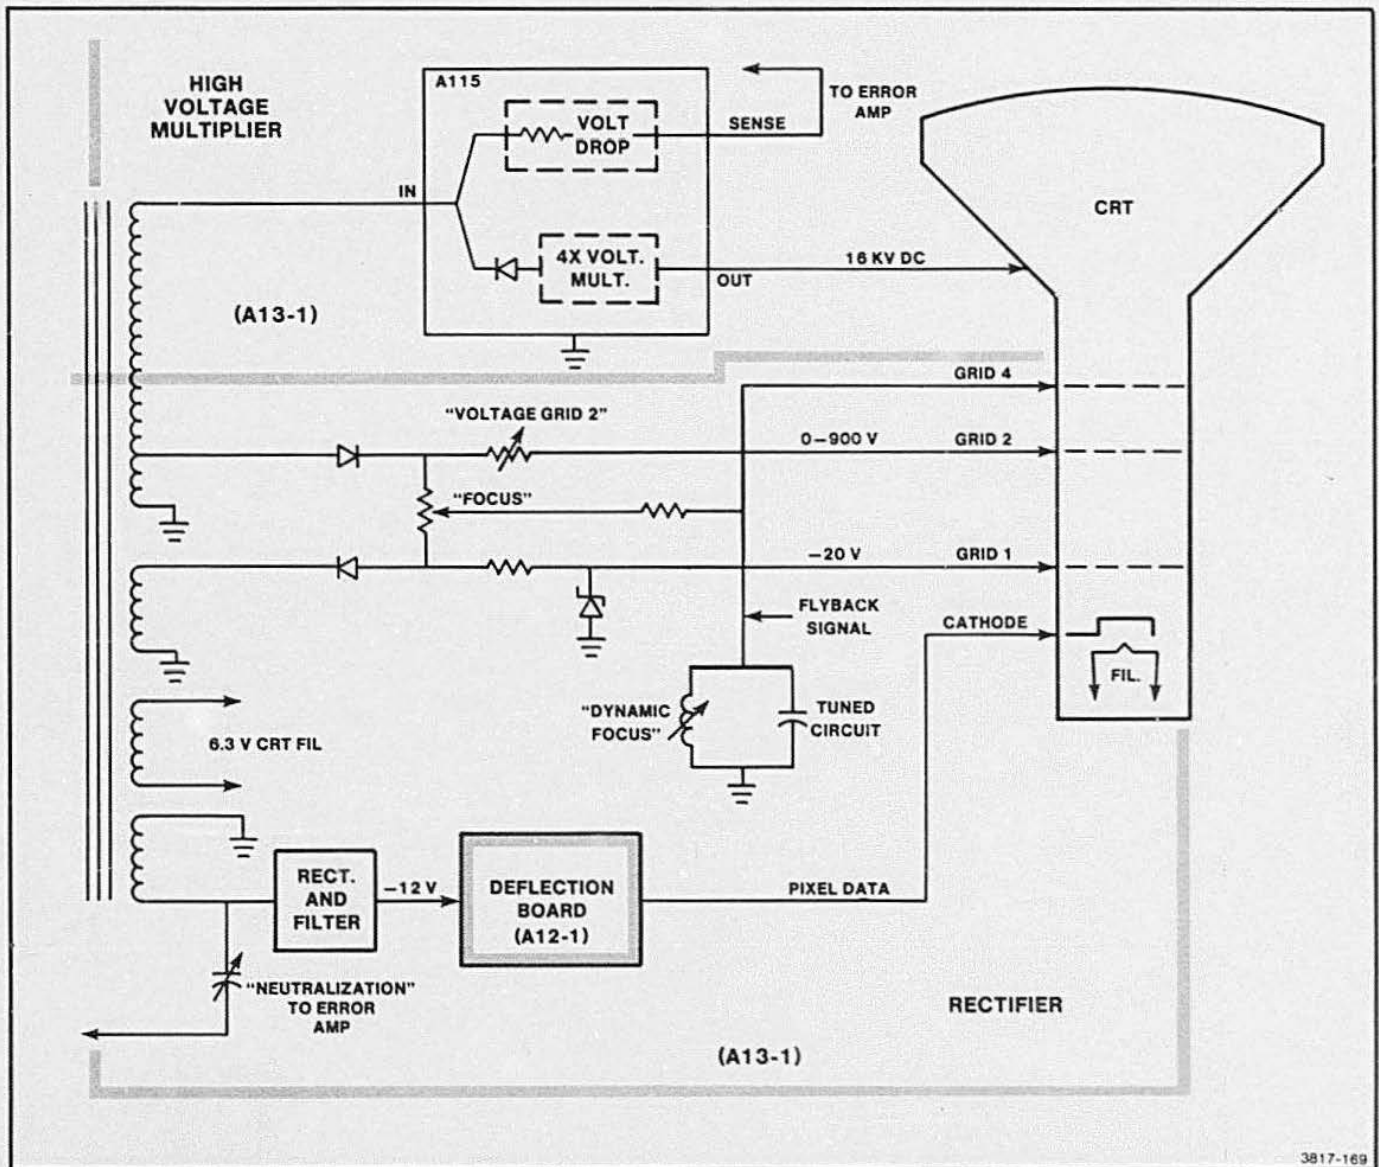 HIGH
VOLTAGE
MULTIPLIER
A115
VOLT
DROP
SENSE
TO ERROR
AMP
IN
4X VOLT.
MULT.
OUT
16 KV DC
CRT
(A13-1)
GRID 4
"VOLTAGE GRID 2"
0–900 V
GRID 2
"FOCUS"
–20 V
GRID 1
FLYBACK
SIGNAL
CATHODE
FIL.
"DYNAMIC
FOCUS"
TUNED
CIRCUIT
6.3 V CRT FIL
RECT.
AND
FILTER
–12 V
DEFLECTION
BOARD
(A12-1)
PIXEL DATA
"NEUTRALIZATION"
TO ERROR
AMP
RECTIFIER
(A13-1)
3817-169